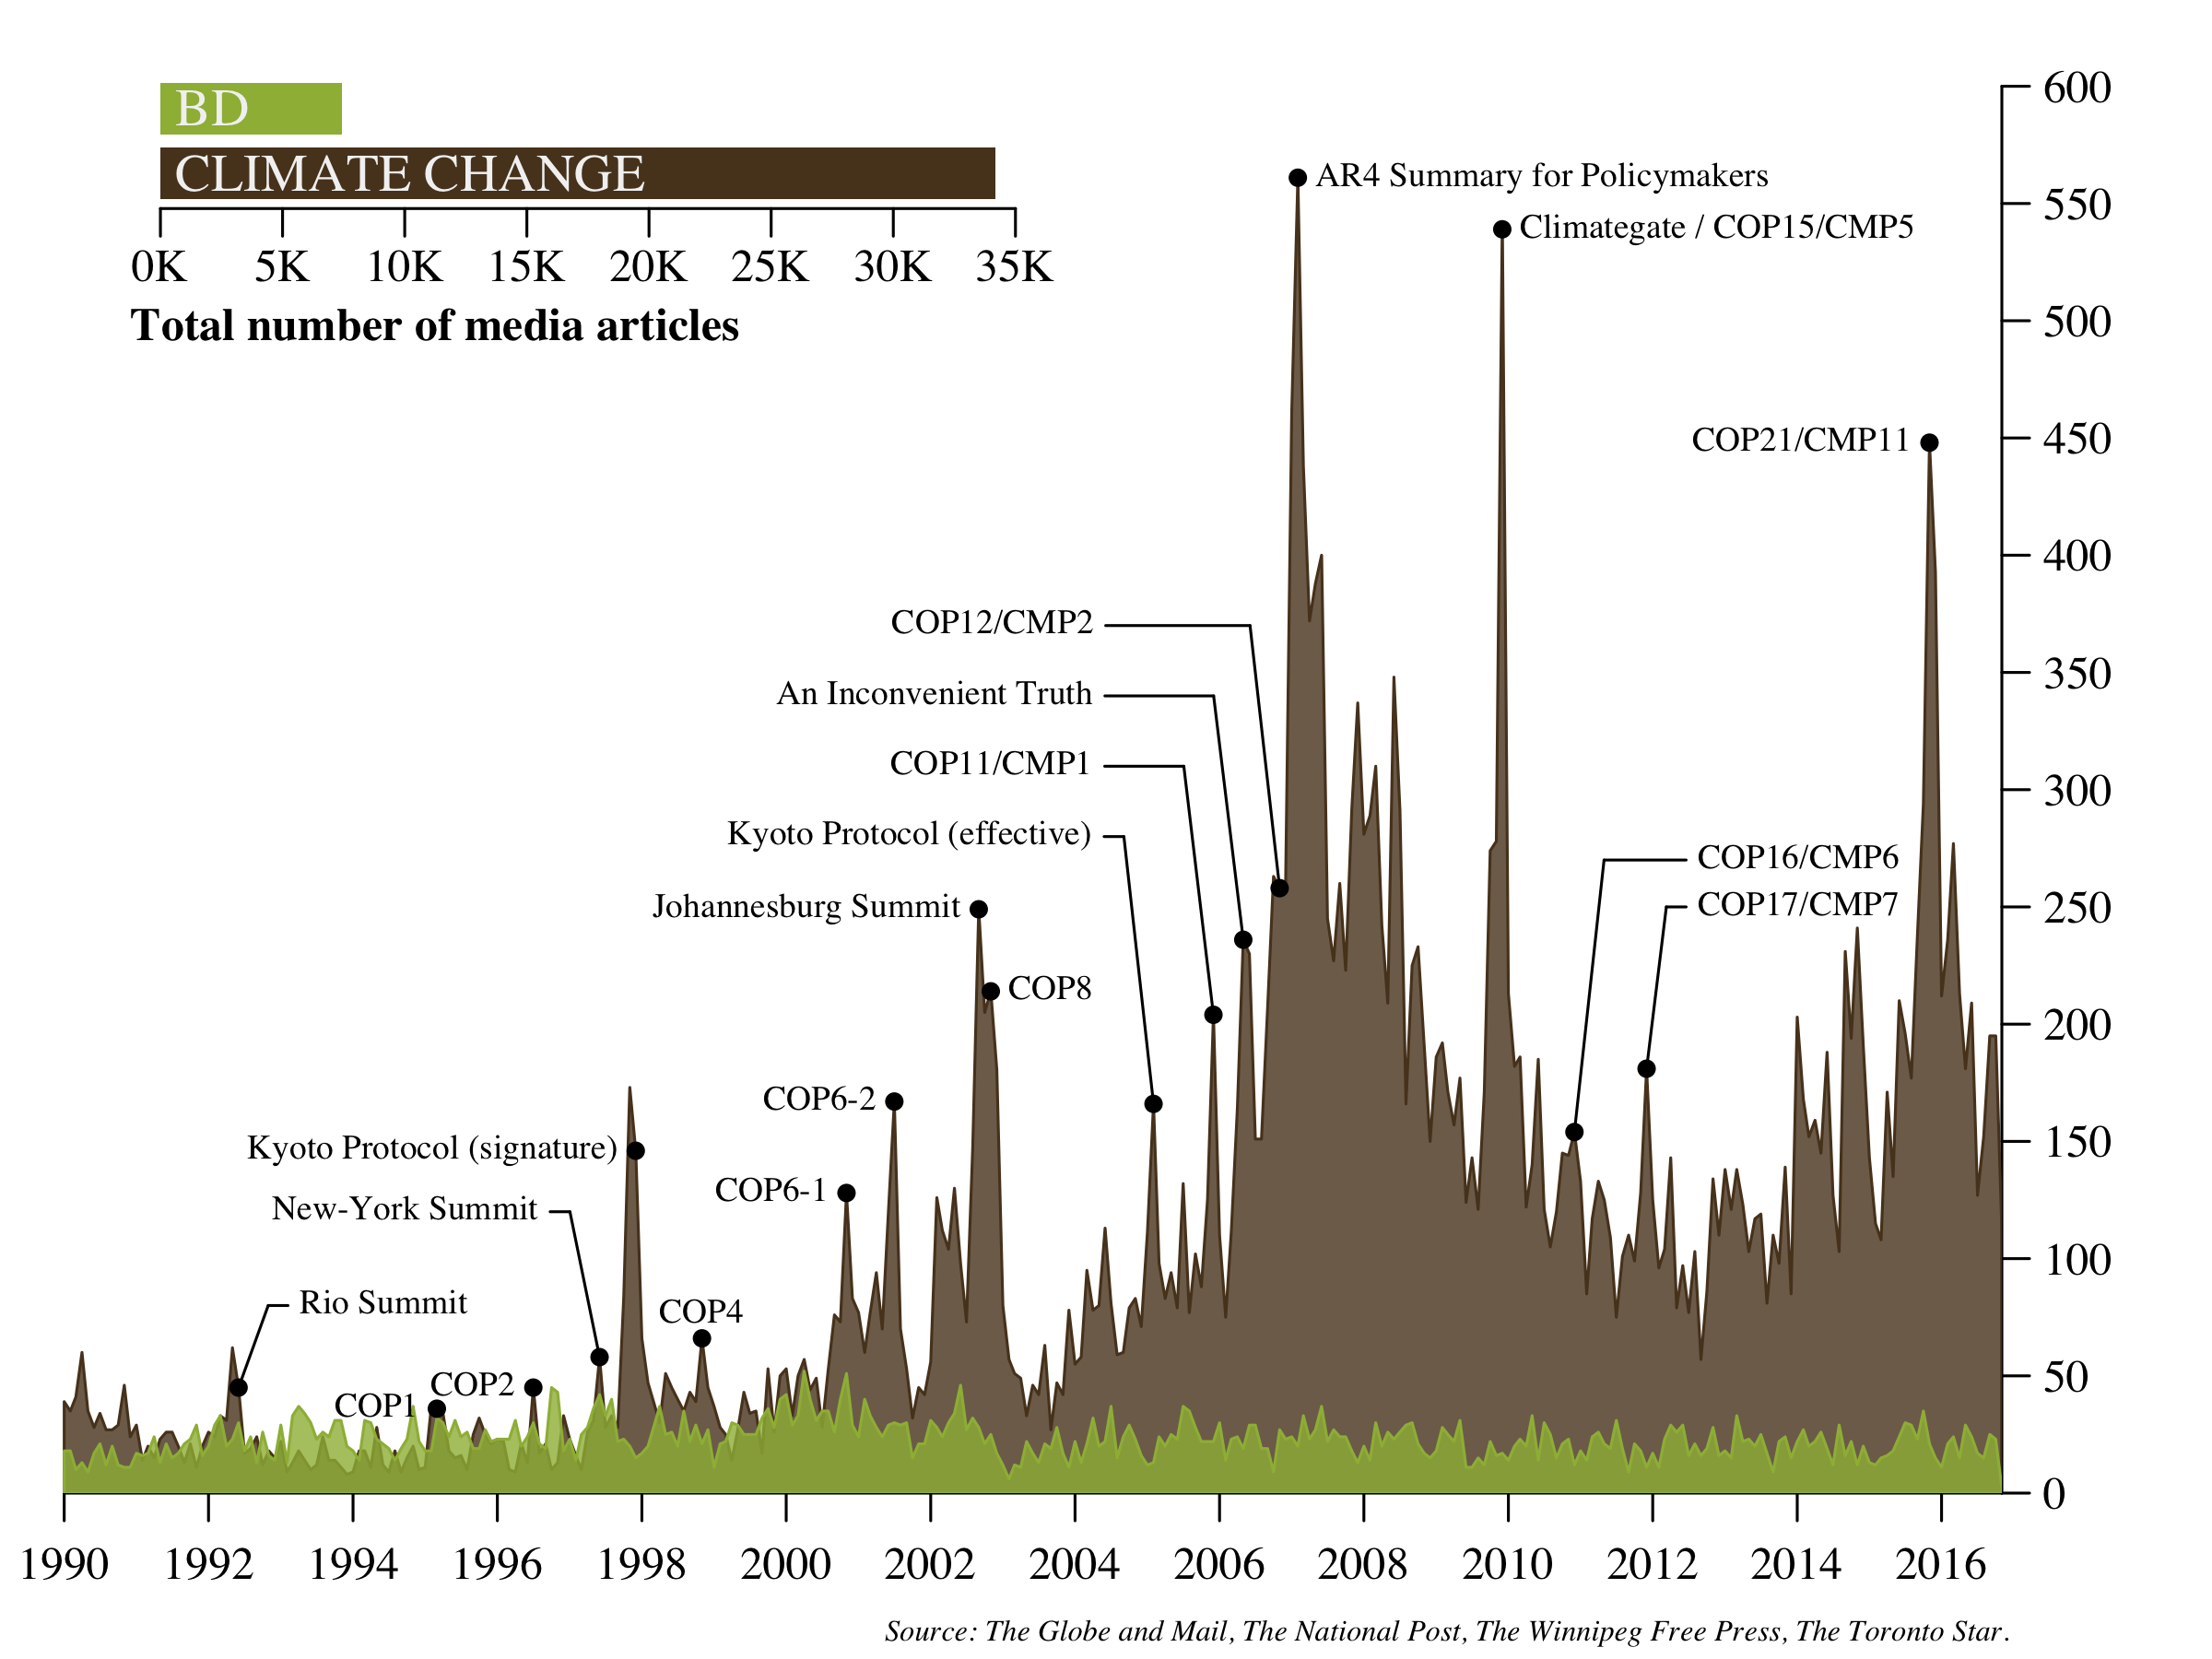 BD
CLIMATE CHANGE
0K 5K 10K 15K 20K 25K 30K 35K
Total number of media articles
600
AR4 Summary for Policymakers
550
Climategate / COP15/CMP5
500
COP21/CMP11
450
400
COP12/CMP2
350
An Inconvenient Truth
COP11/CMP1
300
Kyoto Protocol (effective)
COP16/CMP6
COP17/CMP7
250
Johannesburg Summit
COP8
200
COP6-2
Kyoto Protocol (signature)
150
COP6-1
New-York Summit
100
Rio Summit
COP4
50
COP2
COP1
0
1990 1992 1994 1996 1998 2000 2002 2004 2006 2008 2010 2012 2014 2016
Source: The Globe and Mail, The National Post, The Winnipeg Free Press, The Toronto Star.